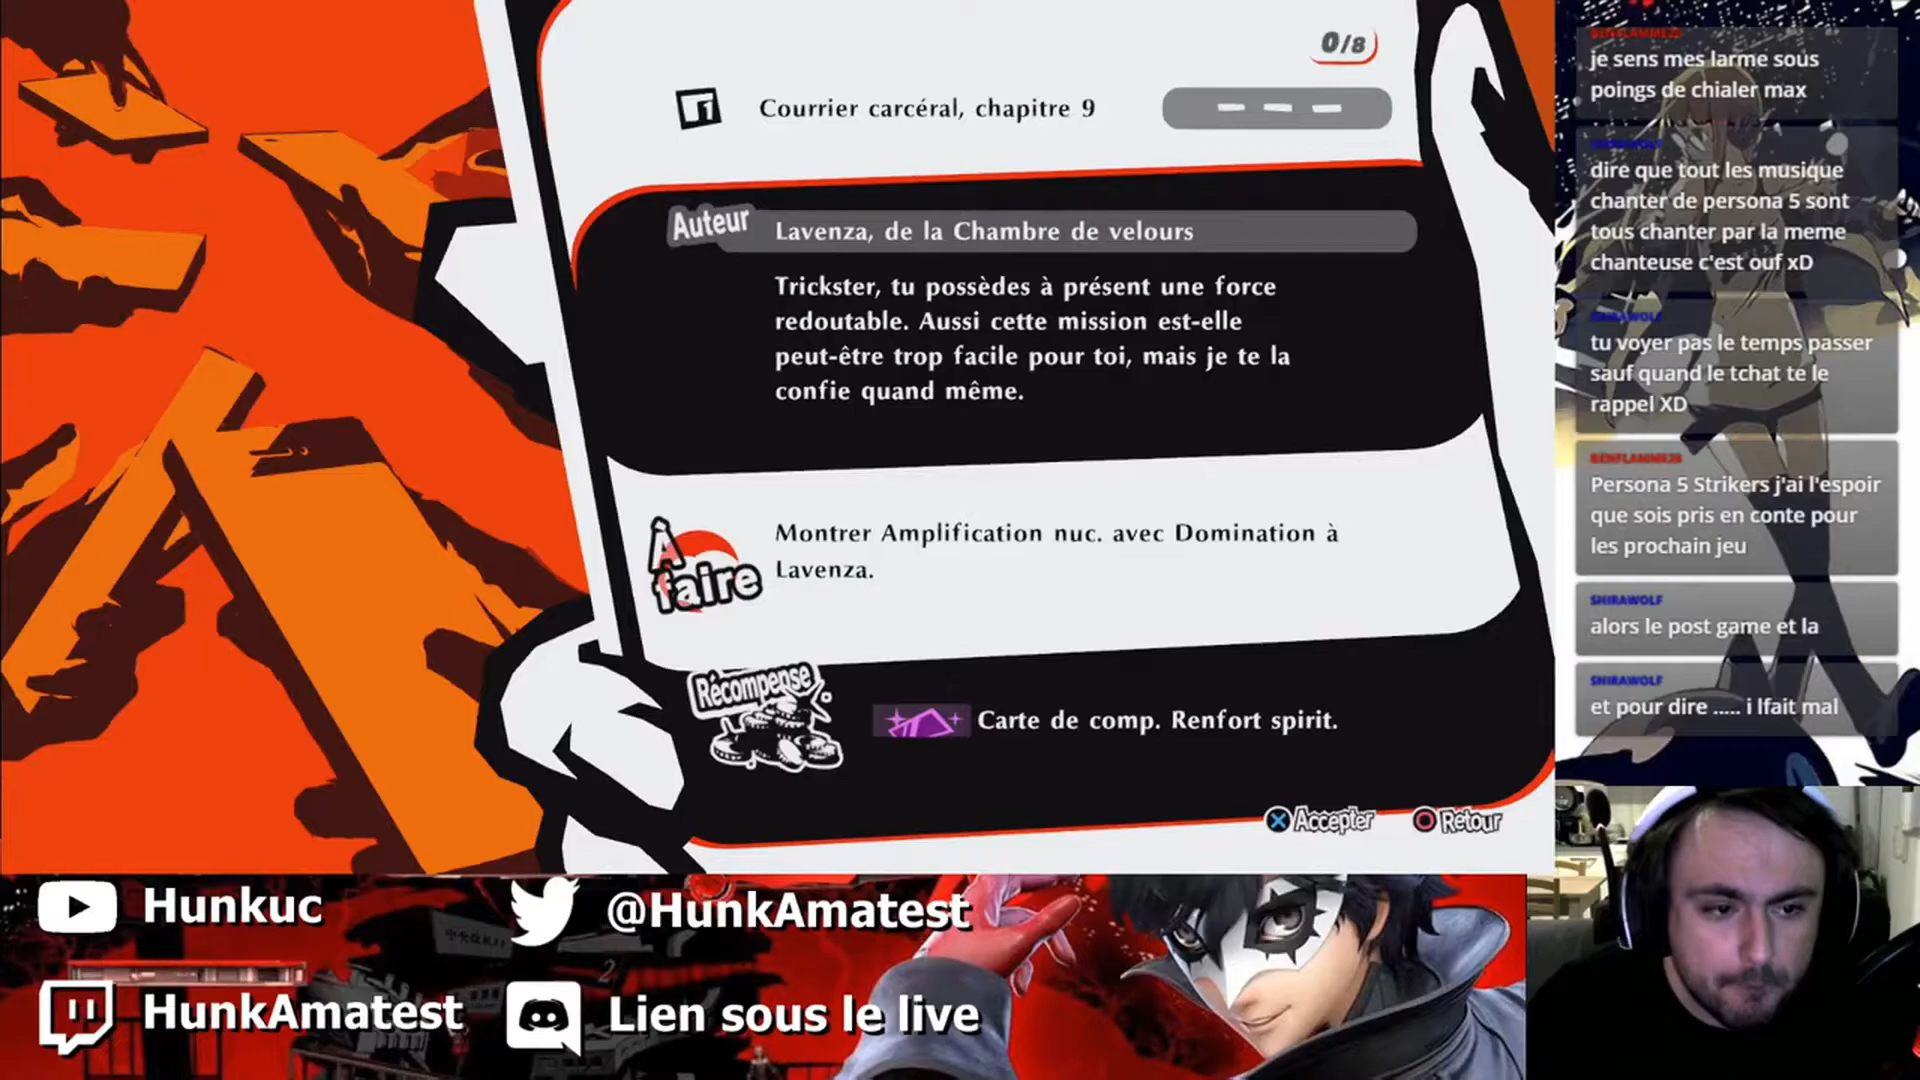 0/8
Courrier carcéral, chapitre 9
Auteur
Lavenza, de la Chambre de velours
Trickster, tu possèdes à présent une force
redoutable. Aussi cette mission est-elle
peut-être trop facile pour toi, mais je te la
confie quand même.
À
faire
Montrer Amplification nuc. avec Domination à
Lavenza.
Récompense
Carte de comp. Renfort spirit.
Accepter
Retour
BENFLAMME28
je sens mes larme sous
poings de chialer max
SHIRAWOLF
dire que tout les musique
chanter de persona 5 sont
tous chanter par la meme
chanteuse c'est ouf xD
SHIRAWOLF
tu voyer pas le temps passer
sauf quand le tchat te le
rappel XD
BENFLAMME28
Persona 5 Strikers j'ai l'espoir
que sois pris en conte pour
les prochain jeu
SHIRAWOLF
alors le post game et la
SHIRAWOLF
et pour dire ..... i lfait mal
Hunkuc
@HunkAmatest
HunkAmatest
Lien sous le live